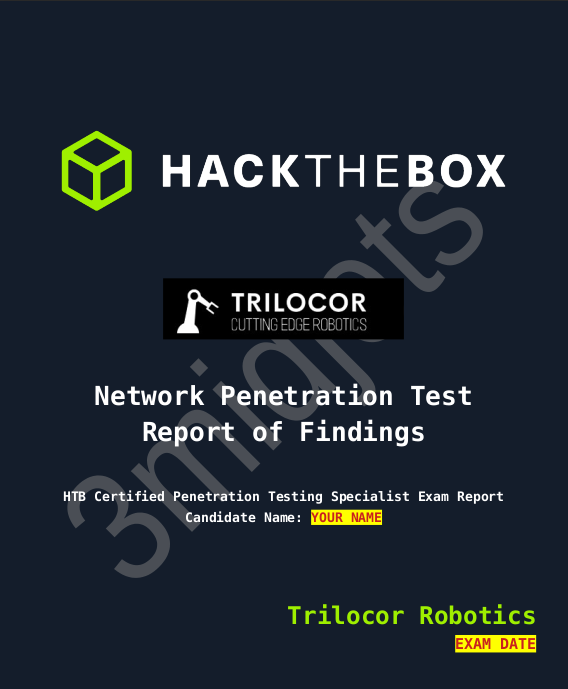 HACKTHEBOX
TRILOCOR
CUTTING EDGE ROBOTICS
Network Penetration Test
Report of Findings
HTB Certified Penetration Testing Specialist Exam Report
Candidate Name: YOUR NAME
Trilocor Robotics
EXAM DATE
3midgets